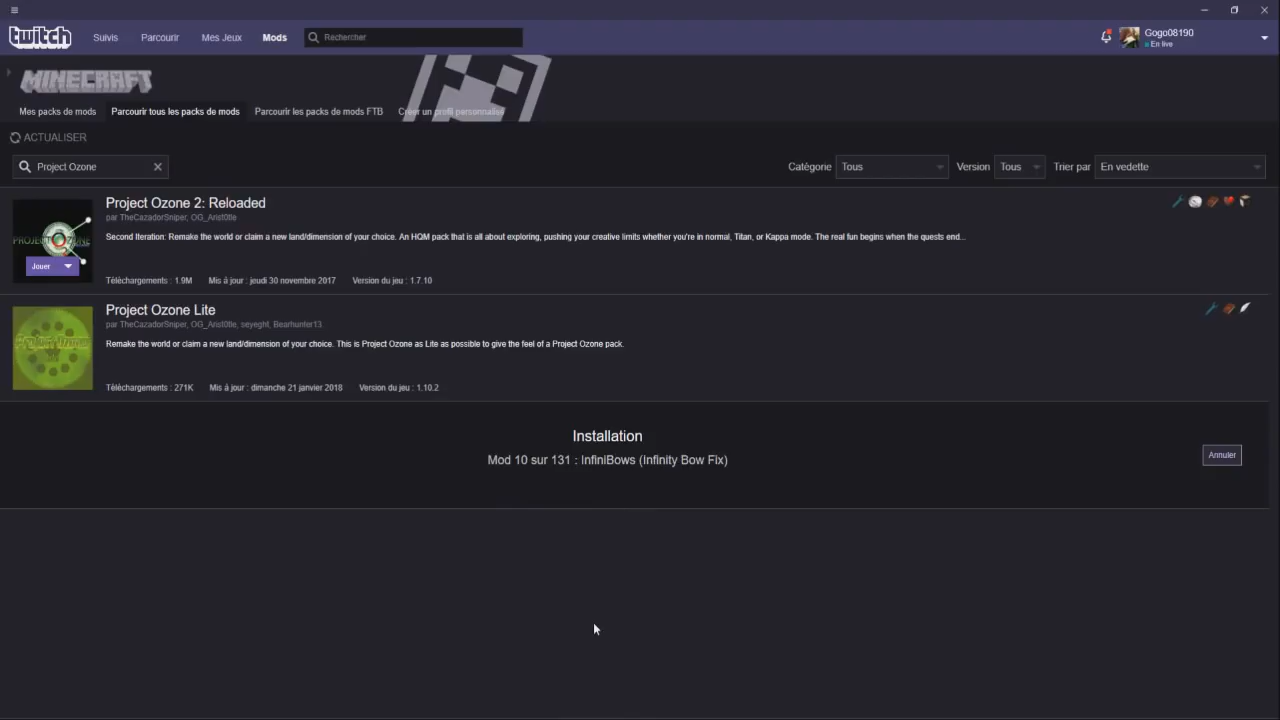 twitch
Suivis
Parcourir
Mes Jeux
Mods
Rechercher
Gogo08190
En live
MINECRAFT
Mes packs de mods
Parcourir tous les packs de mods
Parcourir les packs de mods FTB
Créer un profil personnalisé
ACTUALISER
Project Ozone
Catégorie
Tous
Version
Tous
Trier par
En vedette
Project Ozone 2: Reloaded
par TheCazadorSniper, OG_Arist0tle
Second Iteration: Remake the world or claim a new land/dimension of your choice. An HQM pack that is all about exploring, pushing your creative limits whether you're in normal, Titan, or Kappa mode. The real fun begins when the quests end...
PROJECT OZONE
Jouer
Téléchargements : 1.9M
Mis à jour : jeudi 30 novembre 2017
Version du jeu : 1.7.10
Project Ozone Lite
par TheCazadorSniper, OG_Arist0tle, seyeght, Bearhunter13
Remake the world or claim a new land/dimension of your choice. This is Project Ozone as Lite as possible to give the feel of a Project Ozone pack.
Téléchargements : 271K
Mis à jour : dimanche 21 janvier 2018
Version du jeu : 1.10.2
Installation
Mod 10 sur 131 : InfiniBows (Infinity Bow Fix)
Annuler